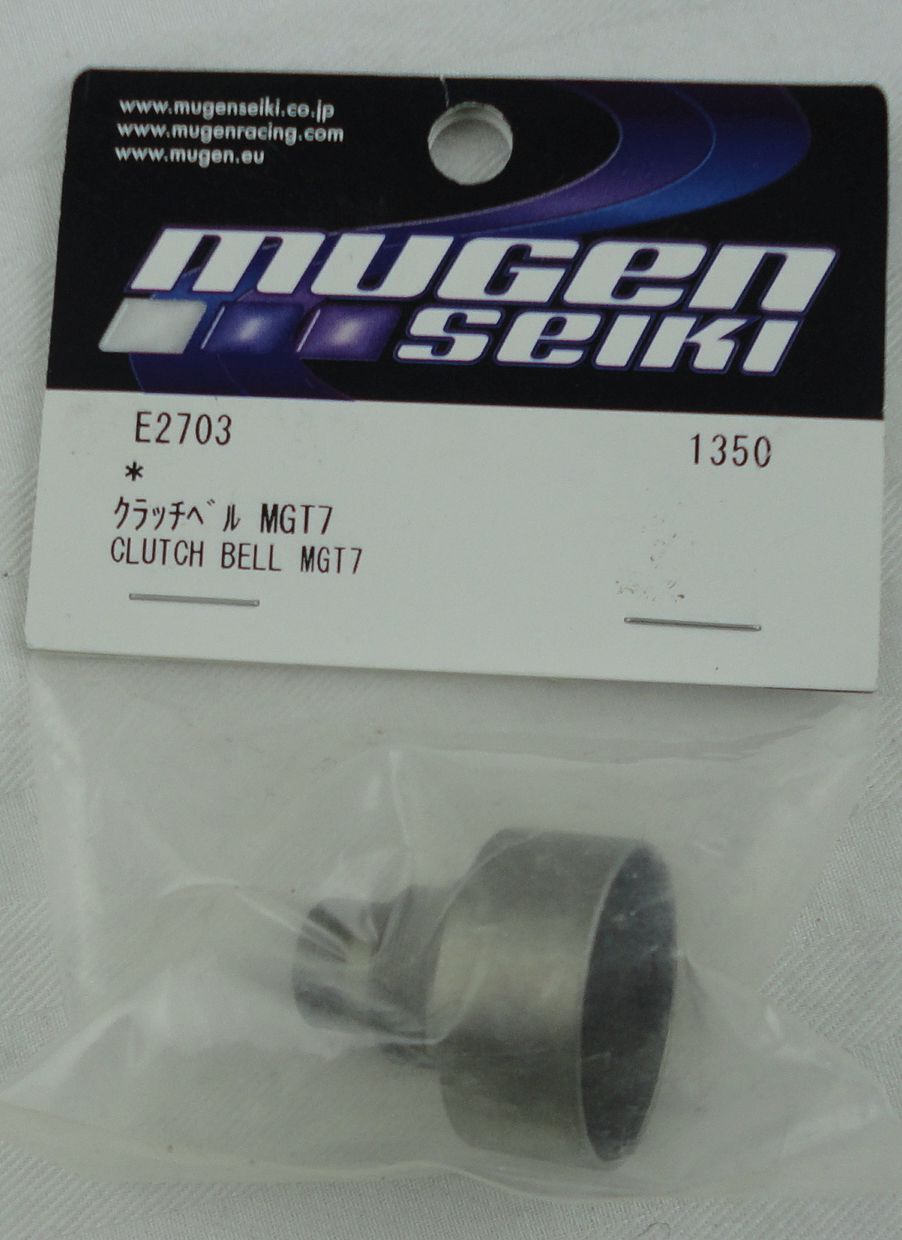 www.mugenseiki.co.jp
www.mugenracing.com
www.mugen.eu
mugen
seiki
E2703
1350
*
ｸﾗｯﾁﾍﾞﾙ MGT7
CLUTCH BELL MGT7